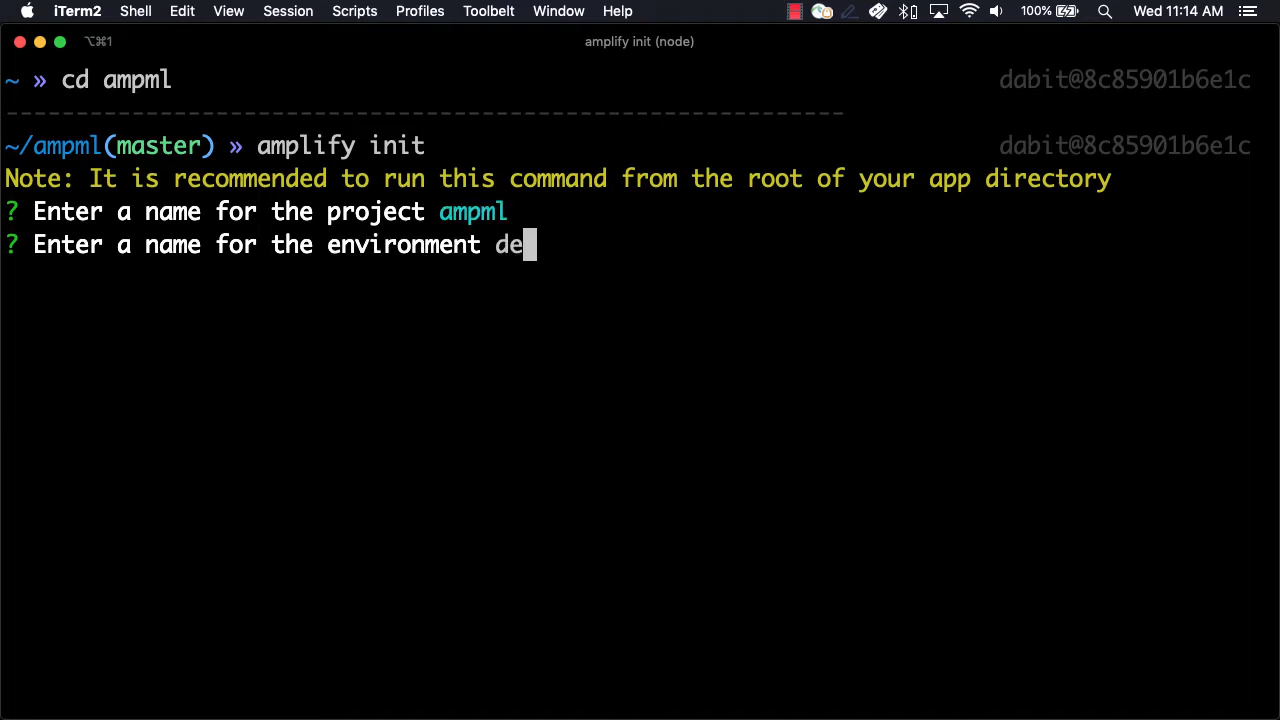 iTerm2 Shell Edit View Session Scripts Profiles Toolbelt Window Help 100% Wed 11:14 AM
⌥⌘1 amplify init (node)
~ » cd ampml dabit@8c85901b6e1c
------------------------------------------------------------
~/ampml(master) » amplify init dabit@8c85901b6e1c
Note: It is recommended to run this command from the root of your app directory
? Enter a name for the project ampml
? Enter a name for the environment de